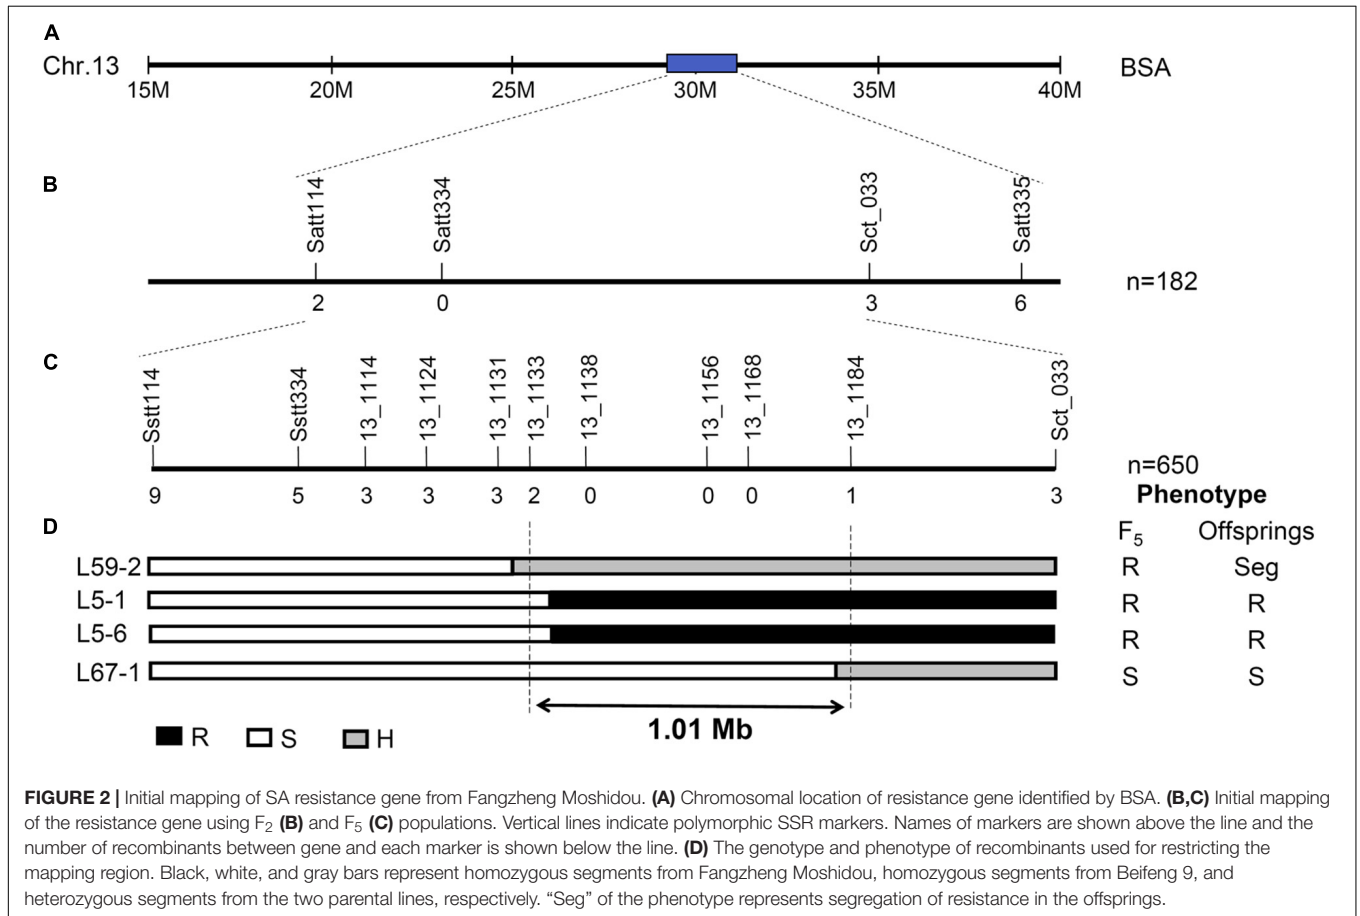 A
Chr.13
15M 20M 25M 30M 35M 40M
BSA
B
Satt114 Satt334 Sct_033 Satt335
n=182
2 0 3 6
C
Sstt114 Sstt334 13_1114 13_1124 13_1131 13_1133 13_1138 13_1156 13_1168 13_1184 Sct_033
n=650
9 5 3 3 3 2 0 0 0 1 3
Phenotype
D
F5 Offsprings
L59-2 R Seg
L5-1 R R
L5-6 R R
L67-1 S S
1.01 Mb
R S H
FIGURE 2 | Initial mapping of SA resistance gene from Fangzheng Moshidou. (A) Chromosomal location of resistance gene identified by BSA. (B,C) Initial mapping
of the resistance gene using F2 (B) and F5 (C) populations. Vertical lines indicate polymorphic SSR markers. Names of markers are shown above the line and the
number of recombinants between gene and each marker is shown below the line. (D) The genotype and phenotype of recombinants used for restricting the
mapping region. Black, white, and gray bars represent homozygous segments from Fangzheng Moshidou, homozygous segments from Beifeng 9, and
heterozygous segments from the two parental lines, respectively. “Seg” of the phenotype represents segregation of resistance in the offsprings.